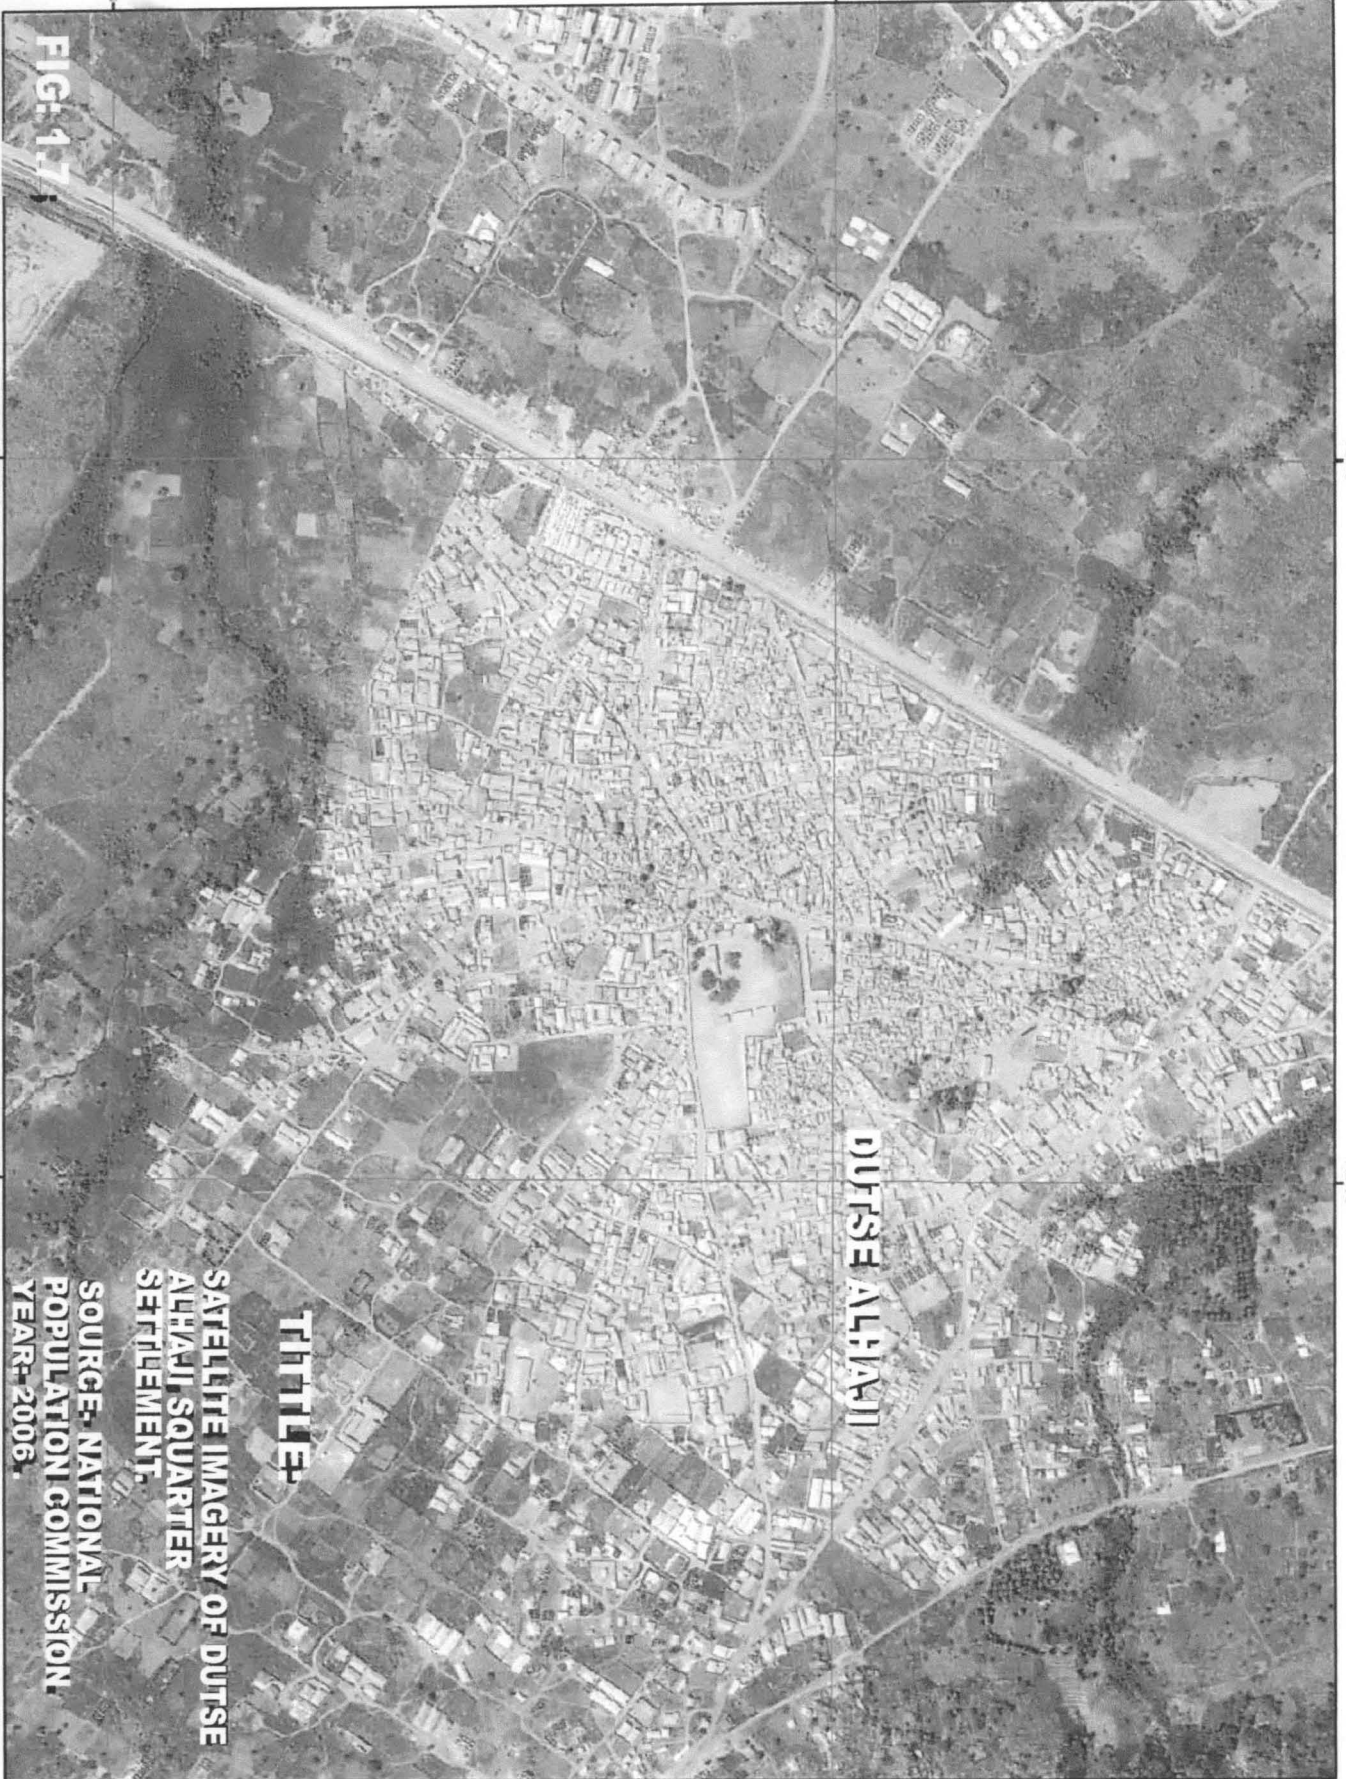 DUTSE ALHAJI
TITTLE:
SATELLITE IMAGERY OF DUTSE
ALHAJI, SQUARTER
SETTLEMENT.
SOURCE:- NATIONAL
POPULATION COMMISSION.
YEAR:-2006.
FIG: 1.7 ;